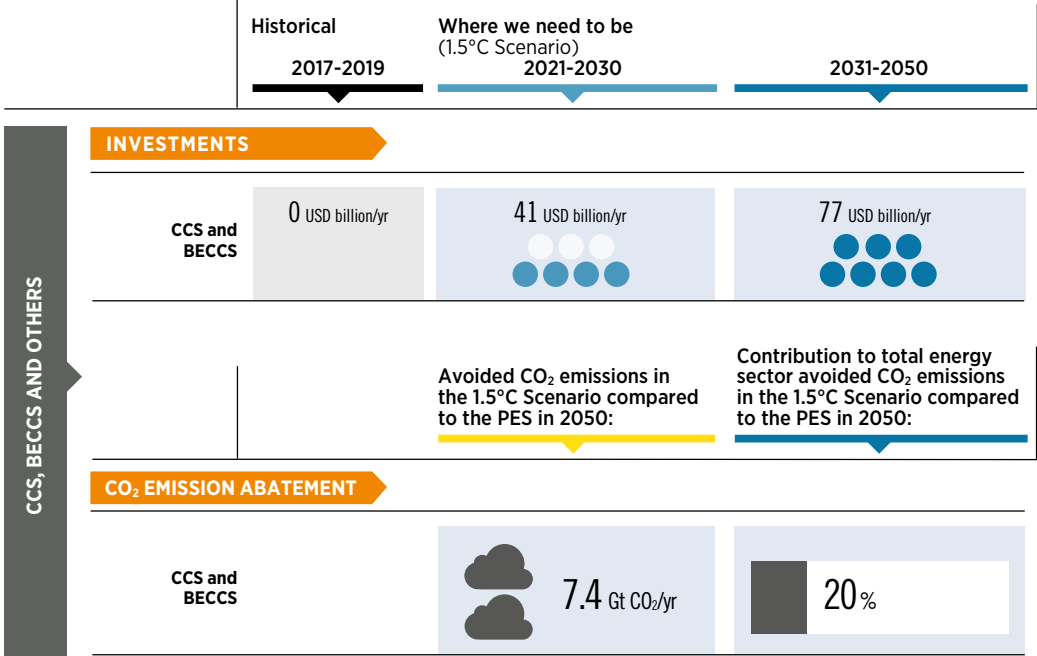 Historical
Where we need to be
(1.5°C Scenario)
2017-2019
2021-2030
2031-2050
CCS, BECCS AND OTHERS
INVESTMENTS
CCS and
BECCS
0 USD billion/yr
41 USD billion/yr
77 USD billion/yr
Avoided CO₂ emissions in
the 1.5°C Scenario compared
to the PES in 2050:
Contribution to total energy
sector avoided CO₂ emissions
in the 1.5°C Scenario compared
to the PES in 2050:
CO₂ EMISSION ABATEMENT
CCS and
BECCS
7.4 Gt CO₂/yr
20%